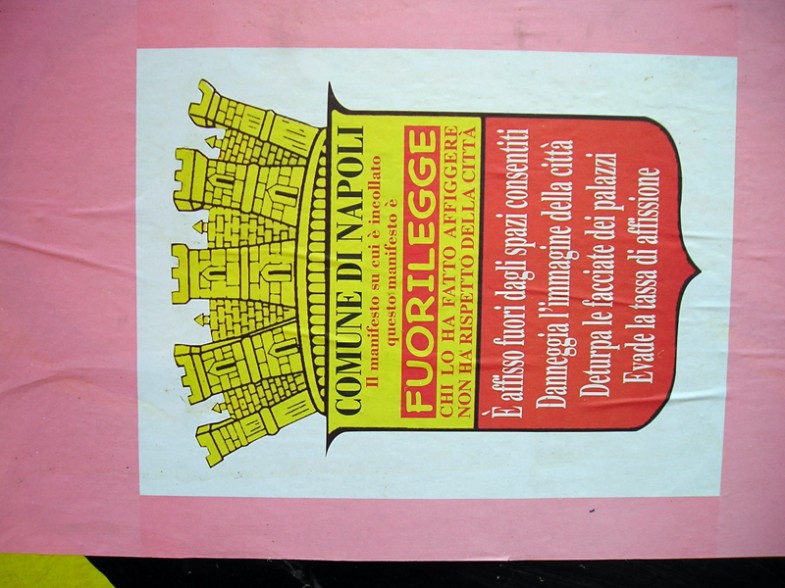 COMUNE DI NAPOLI
Il manifesto su cui è incollato
questo manifesto è
FUORILEGGE
CHI LO HA FATTO AFFIGGERE
NON HA RISPETTO DELLA CITTÀ
È affisso fuori dagli spazi consentiti
Danneggia l'immagine della città
Deturpa le facciate dei palazzi
Evade la tassa di affissione